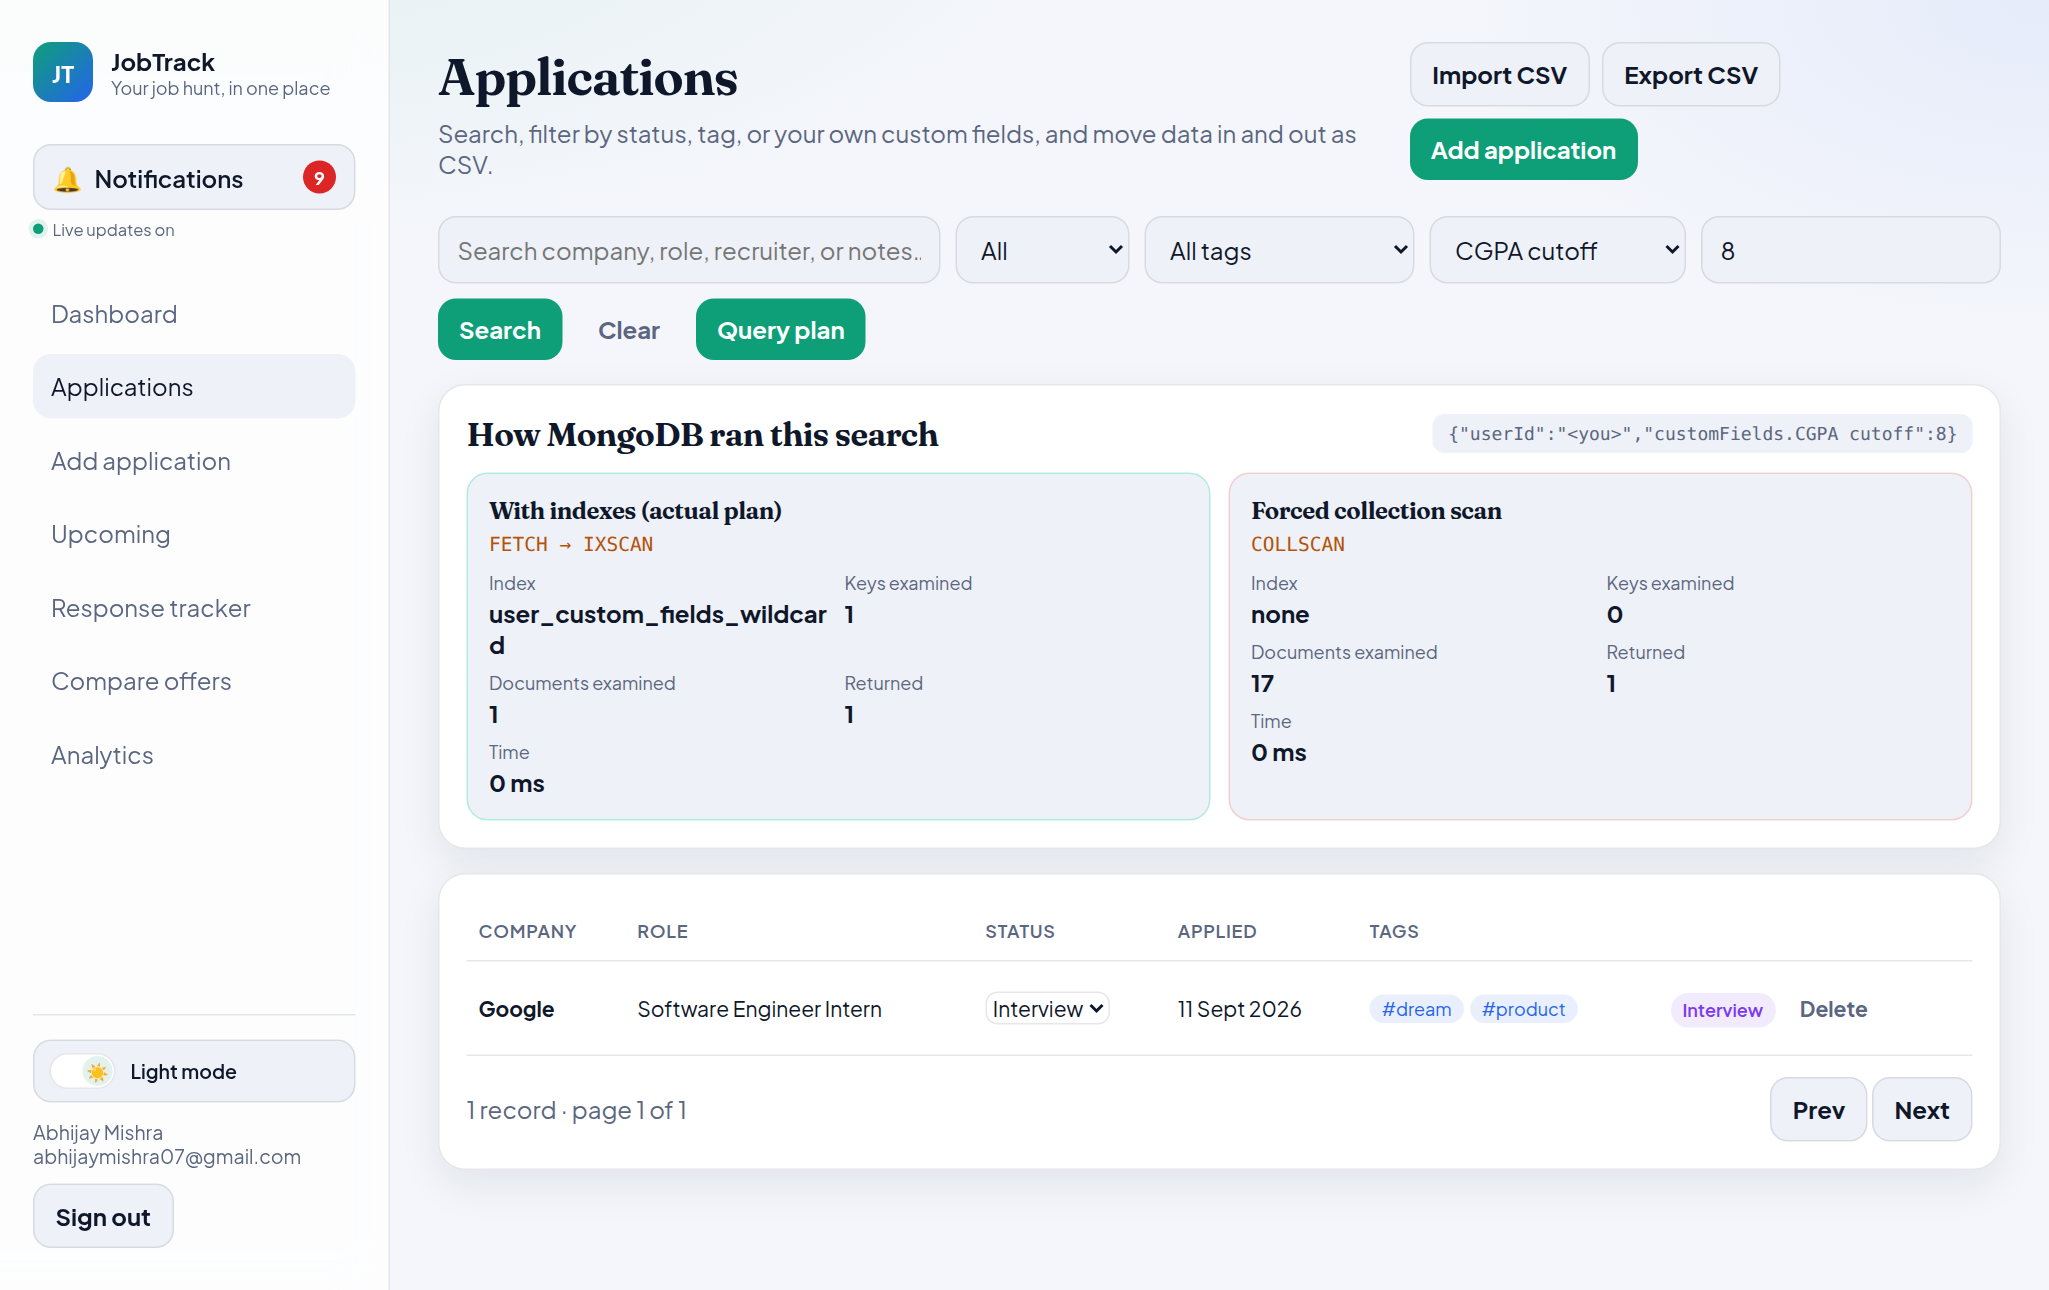 JT
JobTrack
Your job hunt, in one place
🔔 Notifications 9
Live updates on
Dashboard
Applications
Add application
Upcoming
Response tracker
Compare offers
Analytics
Light mode
Abhijay Mishra
abhijaymishra07@gmail.com
Sign out
Applications
Search, filter by status, tag, or your own custom fields, and move data in and out as
CSV.
Import CSV Export CSV
Add application
Search company, role, recruiter, or notes.. All All tags CGPA cutoff 8
Search Clear Query plan
How MongoDB ran this search
{"userId":"<you>","customFields.CGPA cutoff":8}
With indexes (actual plan)
FETCH → IXSCAN
Index Keys examined
user_custom_fields_wildcar 1
d
Documents examined Returned
1 1
Time
0 ms
Forced collection scan
COLLSCAN
Index Keys examined
none 0
Documents examined Returned
17 1
Time
0 ms
COMPANY ROLE STATUS APPLIED TAGS
Google Software Engineer Intern Interview 11 Sept 2026 #dream #product Interview Delete
1 record · page 1 of 1
Prev Next